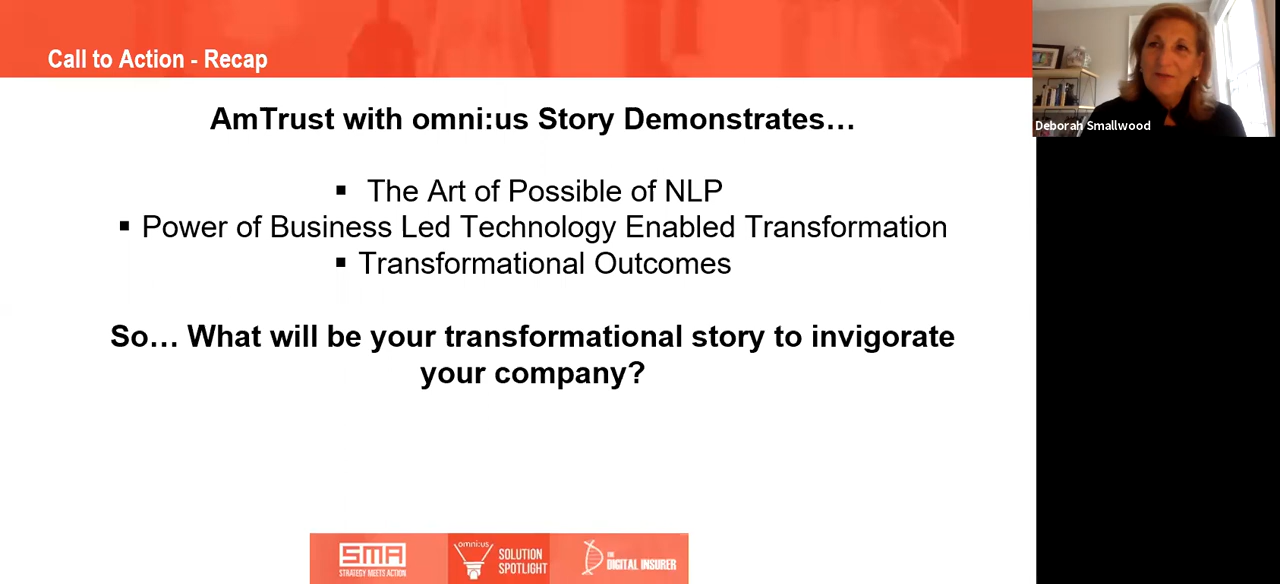 Call to Action - Recap
Deborah Smallwood
AmTrust with omni:us Story Demonstrates…
▪ The Art of Possible of NLP
▪ Power of Business Led Technology Enabled Transformation
▪ Transformational Outcomes
So… What will be your transformational story to invigorate
your company?
SMA
STRATEGY MEETS ACTION
omni:us
SOLUTION
SPOTLIGHT
THE
DIGITAL INSURER